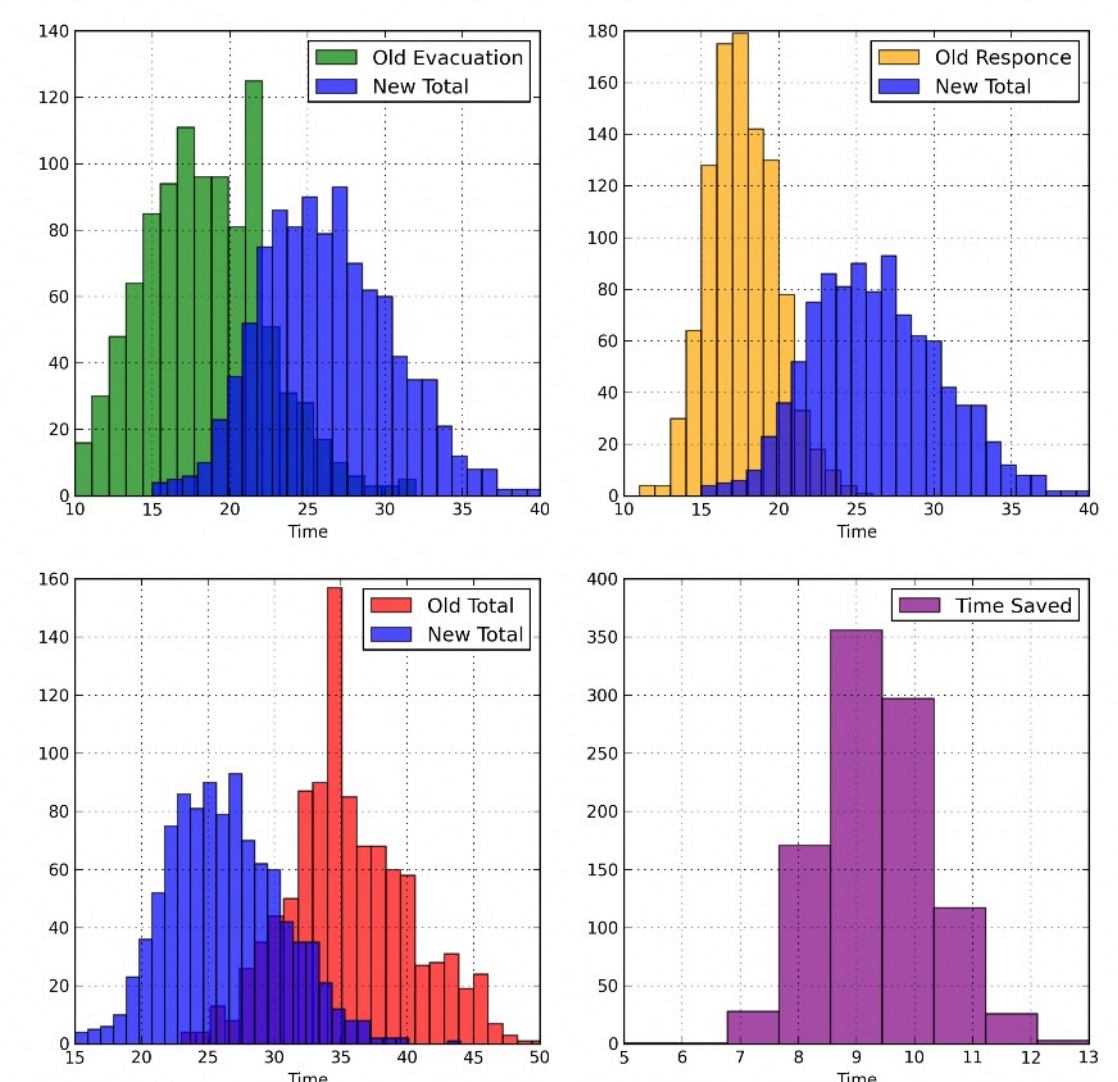 140
120
100
80
60
40
20
0
10 15 20 25 30 35 40
Time
Old Evacuation
New Total
180
160
140
120
100
80
60
40
20
0
10 15 20 25 30 35 40
Time
Old Responce
New Total
160
140
120
100
80
60
40
20
0
15 20 25 30 35 40 45 50
Time
Old Total
New Total
400
350
300
250
200
150
100
50
0
5 6 7 8 9 10 11 12 13
Time
Time Saved